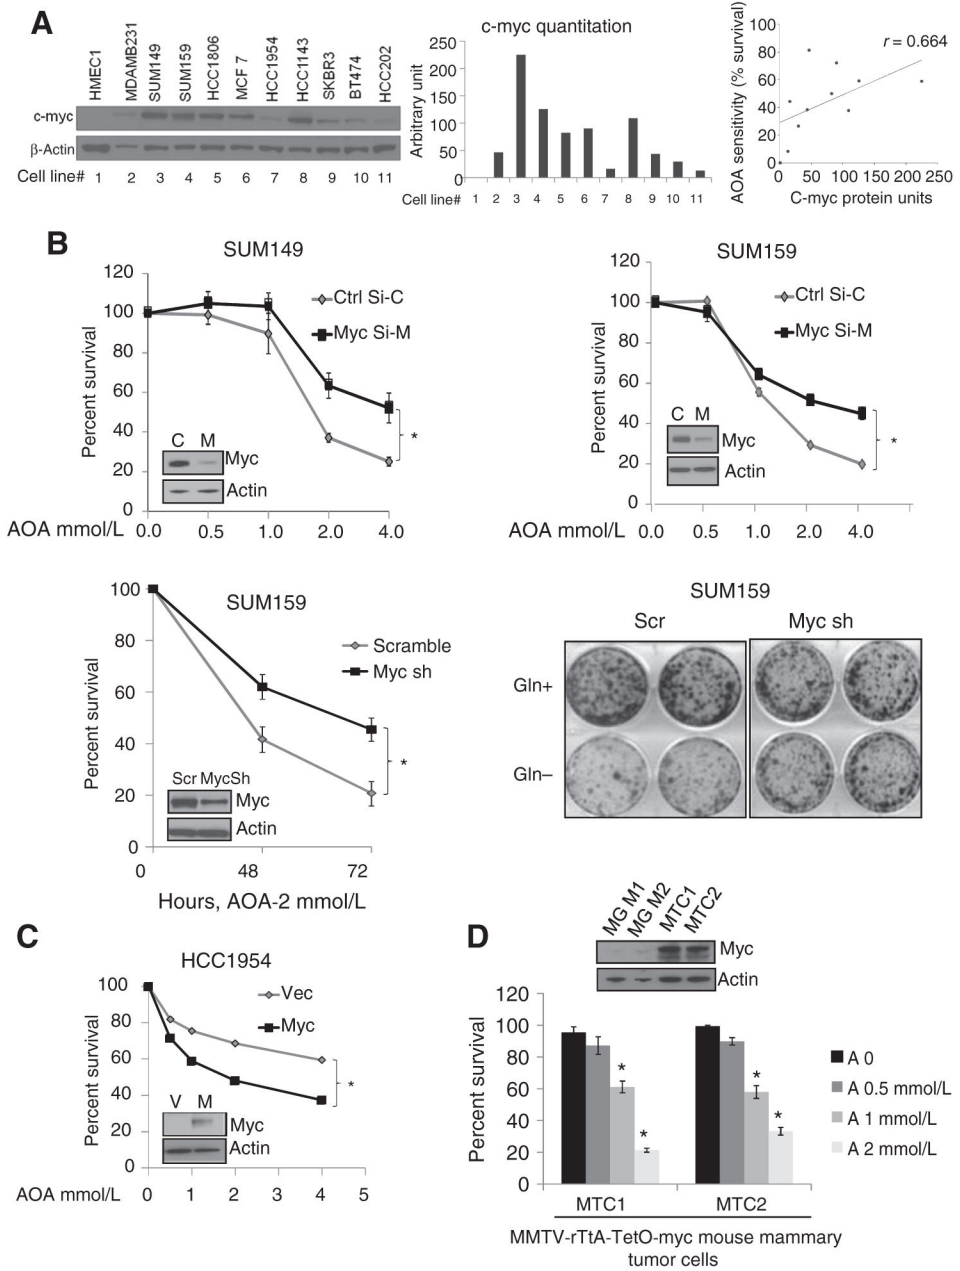 A
HMEC1
MDAMB231
SUM149
SUM159
HCC1806
MCF 7
HCC1954
HCC1143
SKBR3
BT474
HCC202
c-myc
β-Actin
Cell line# 1 2 3 4 5 6 7 8 9 10 11
c-myc quantitation
Arbitrary unit
250
200
150
100
50
0
Cell line# 1 2 3 4 5 6 7 8 9 10 11
AOA sensitivity (% survival)
100
80
60
40
20
0
r = 0.664
0 50 100 150 200 250
C-myc protein units
B
SUM149
Percent survival
120
100
80
60
40
20
0
Ctrl Si-C
Myc Si-M
*
C M
Myc
Actin
AOA mmol/L 0.0 0.5 1.0 2.0 4.0
SUM159
Percent survival
120
100
80
60
40
20
0
Ctrl Si-C
Myc Si-M
*
C M
Myc
Actin
AOA mmol/L 0.0 0.5 1.0 2.0 4.0
SUM159
Percent survival
100
80
60
40
20
0
Scramble
Myc sh
*
Scr MycSh
Myc
Actin
0 48 72
Hours, AOA-2 mmol/L
SUM159
Scr Myc sh
Gln+
Gln–
C
HCC1954
Percent survival
100
80
60
40
20
0
Vec
Myc
*
V M
Myc
Actin
AOA mmol/L 0 1 2 3 4 5
D
MG M1
MG M2
MTC1
MTC2
Myc
Actin
Percent survival
120
100
80
60
40
20
0
* * * *
A 0
A 0.5 mmol/L
A 1 mmol/L
A 2 mmol/L
MTC1 MTC2
MMTV-rTtA-TetO-myc mouse mammary
tumor cells